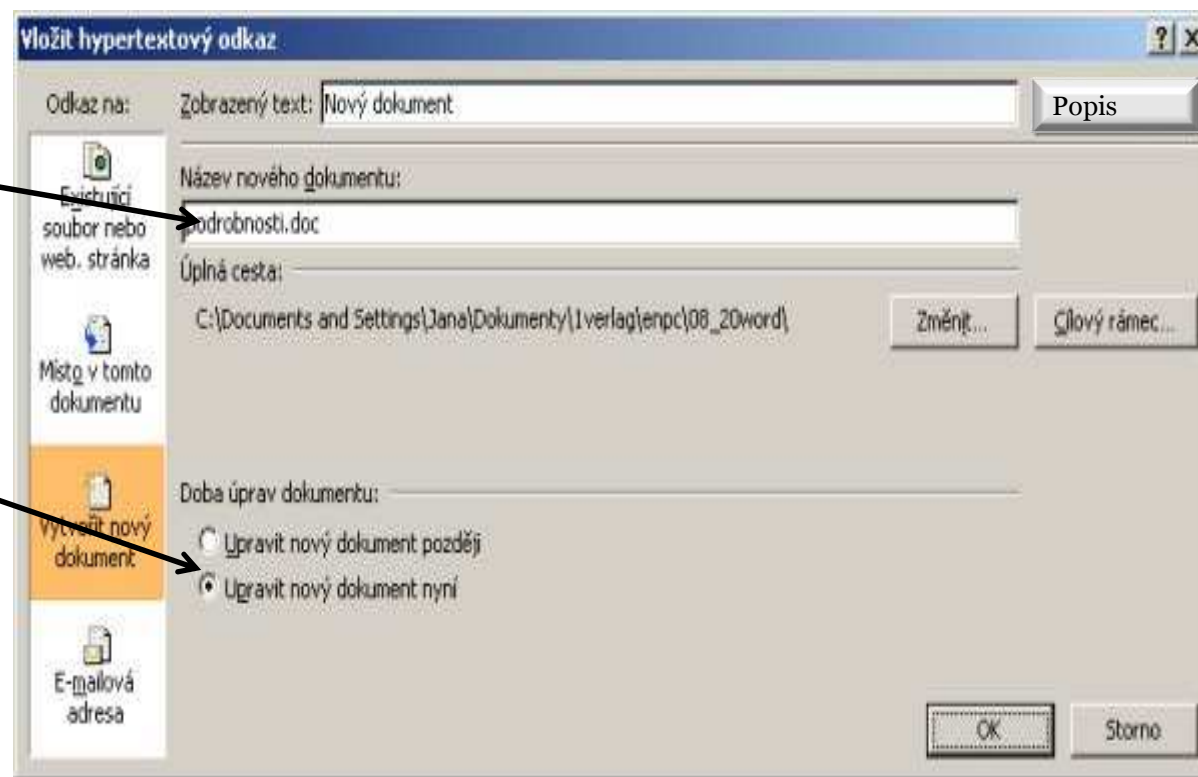 Vložit hypertextový odkaz
Odkaz na:
Zobrazený text: Nový dokument
Popis
Existující
soubor nebo
web. stránka
Místo v tomto
dokumentu
Vytvořit nový
dokument
E-mailová
adresa
Název nového dokumentu:
podrobnosti.doc
Úplná cesta:
C:\Documents and Settings\Jana\Dokumenty\1verlag\enpc\08_20word\
Změnit...
Cílový rámec...
Doba úprav dokumentu:
Upravit nový dokument později
Upravit nový dokument nyní
OK
Storno